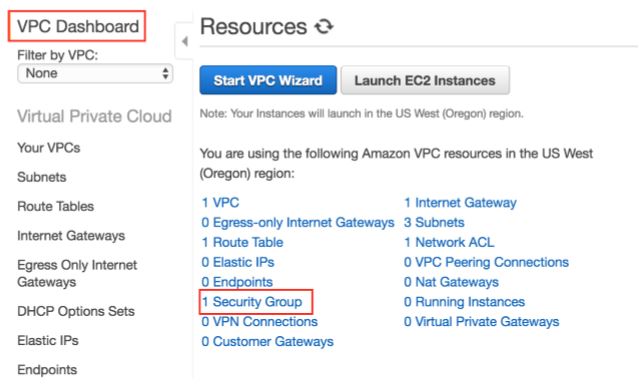 VPC Dashboard
Filter by VPC:
None
Virtual Private Cloud
Your VPCs
Subnets
Route Tables
Internet Gateways
Egress Only Internet
Gateways
DHCP Options Sets
Elastic IPs
Endpoints
Resources
Start VPC Wizard
Launch EC2 Instances
Note: Your Instances will launch in the US West (Oregon) region.
You are using the following Amazon VPC resources in the US West
(Oregon) region:
1 VPC
0 Egress-only Internet Gateways
1 Route Table
0 Elastic IPs
0 Endpoints
1 Security Group
0 VPN Connections
0 Customer Gateways
1 Internet Gateway
3 Subnets
1 Network ACL
0 VPC Peering Connections
0 Nat Gateways
0 Running Instances
0 Virtual Private Gateways